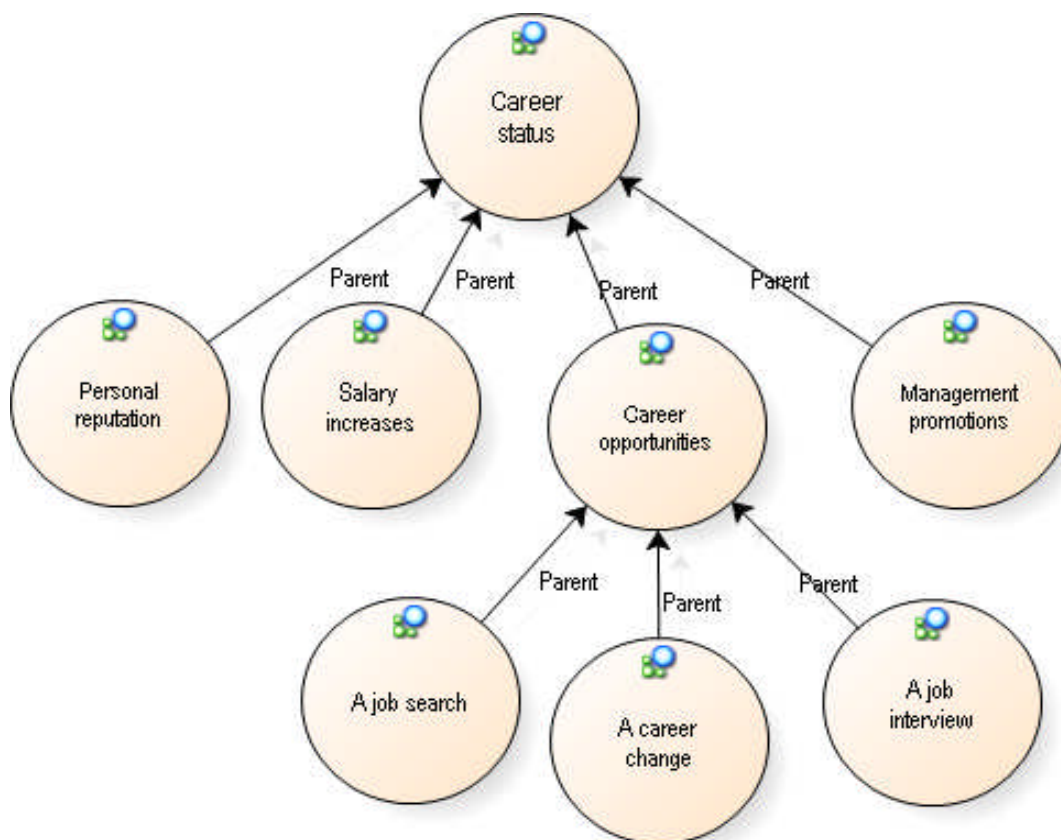 Career
status
Parent
Parent
Parent
Parent
Personal
reputation
Salary
increases
Career
opportunities
Management
promotions
Parent
Parent
Parent
A job search
A career
change
A job
interview